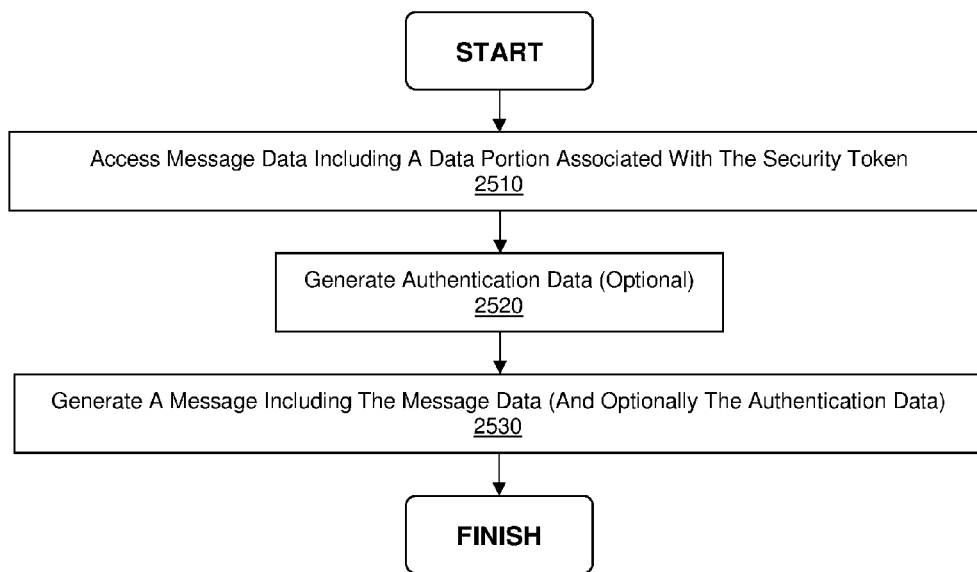 START
Access Message Data Including A Data Portion Associated With The Security Token
2510
Generate Authentication Data (Optional)
2520
Generate A Message Including The Message Data (And Optionally The Authentication Data)
2530
FINISH